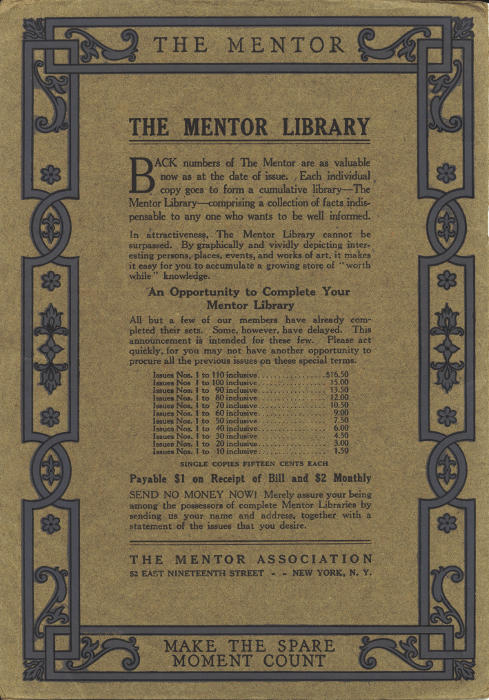 THE MENTOR
THE MENTOR LIBRARY
BACK numbers of The Mentor are as valuable
now as at the date of issue. Each individual
copy goes to form a cumulative library—The
Mentor Library—comprising a collection of facts indis-
pensable to any one who wants to be well informed.
In attractiveness, The Mentor Library cannot be
surpassed. By graphically and vividly depicting inter-
esting persons, places, events, and works of art, it makes
it easy for you to accumulate a growing store of "worth
while" knowledge.
An Opportunity to Complete Your
Mentor Library
All but a few of our members have already com-
pleted their sets. Some, however, have delayed. This
announcement is intended for these few. Please act
quickly, for you may not have another opportunity to
procure all the previous issues on these special terms.
Issues Nos. 1 to 110 inclusive................$16.50
Issues Nos. 1 to 100 inclusive................ 15.00
Issues Nos. 1 to 90 inclusive................ 13.50
Issues Nos. 1 to 80 inclusive................ 12.00
Issues Nos. 1 to 70 inclusive................ 10.50
Issues Nos. 1 to 60 inclusive................ 9.00
Issues Nos. 1 to 50 inclusive................ 7.50
Issues Nos. 1 to 40 inclusive................ 6.00
Issues Nos. 1 to 30 inclusive................ 4.50
Issues Nos. 1 to 20 inclusive................ 3.00
Issues Nos. 1 to 10 inclusive................ 1.50
SINGLE COPIES FIFTEEN CENTS EACH
Payable $1 on Receipt of Bill and $2 Monthly
SEND NO MONEY NOW! Merely assure your being
among the possessors of complete Mentor Libraries by
sending us your name and address, together with a
statement of the issues that you desire.
THE MENTOR ASSOCIATION
52 EAST NINETEENTH STREET - - NEW YORK, N. Y.
MAKE THE SPARE
MOMENT COUNT